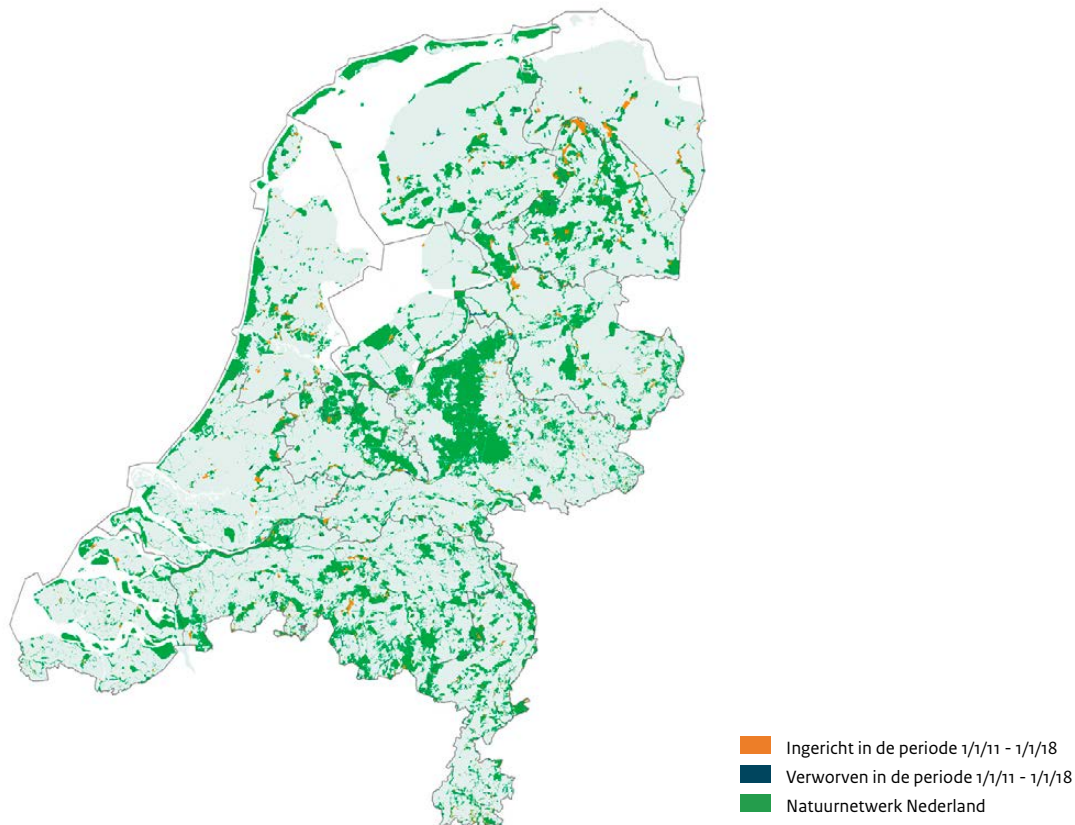 Ingericht in de periode 1/1/11 - 1/1/18
Verworven in de periode 1/1/11 - 1/1/18
Natuurnetwerk Nederland